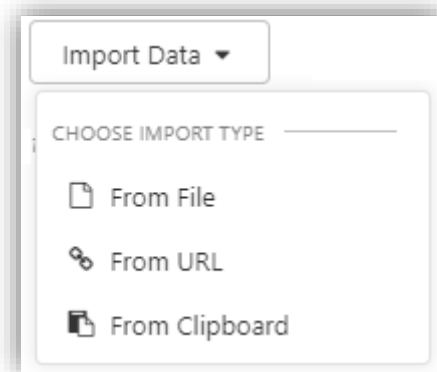 Import Data
CHOOSE IMPORT TYPE
From File
From URL
From Clipboard